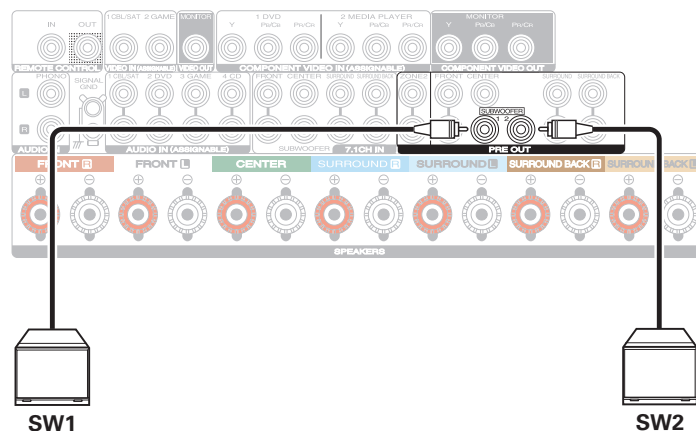 1 CBL/SAT 2 GAME MONITOR 1 DVD 2 MEDIA PLAYER MONITOR
IN OUT Y PB/CB PR/CR Y PB/CB PR/CR Y PB/CB PR/CR
REMOTE CONTROL VIDEO IN (ASSIGNABLE) VIDEO OUT COMPONENT VIDEO IN (ASSIGNABLE) COMPONENT VIDEO OUT
PHONO SIGNAL GND 1 CBL/SAT 2 DVD 3 GAME 4 CD FRONT CENTER SURROUND SURROUND BACK ZONE2 FRONT CENTER SURROUND SURROUND BACK
L
SUBWOOFER
R 1 2
AUDIO IN AUDIO IN (ASSIGNABLE) SUBWOOFER 7.1CH IN PRE OUT
FRONT R FRONT L CENTER SURROUND R SURROUND L SURROUND BACK R SURROUND BACK L
⊕ ⊖ ⊕ ⊖ ⊕ ⊖ ⊕ ⊖ ⊕ ⊖
SPEAKERS
SW1 SW2